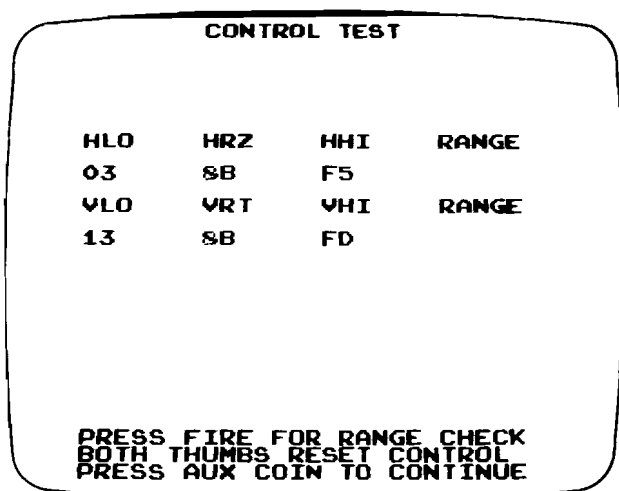 CONTROL TEST
HLO HRZ HHI RANGE
03 8B F5
VLO VRT VHI RANGE
13 8B FD
PRESS FIRE FOR RANGE CHECK
BOTH THUMBS RESET CONTROL
PRESS AUX COIN TO CONTINUE